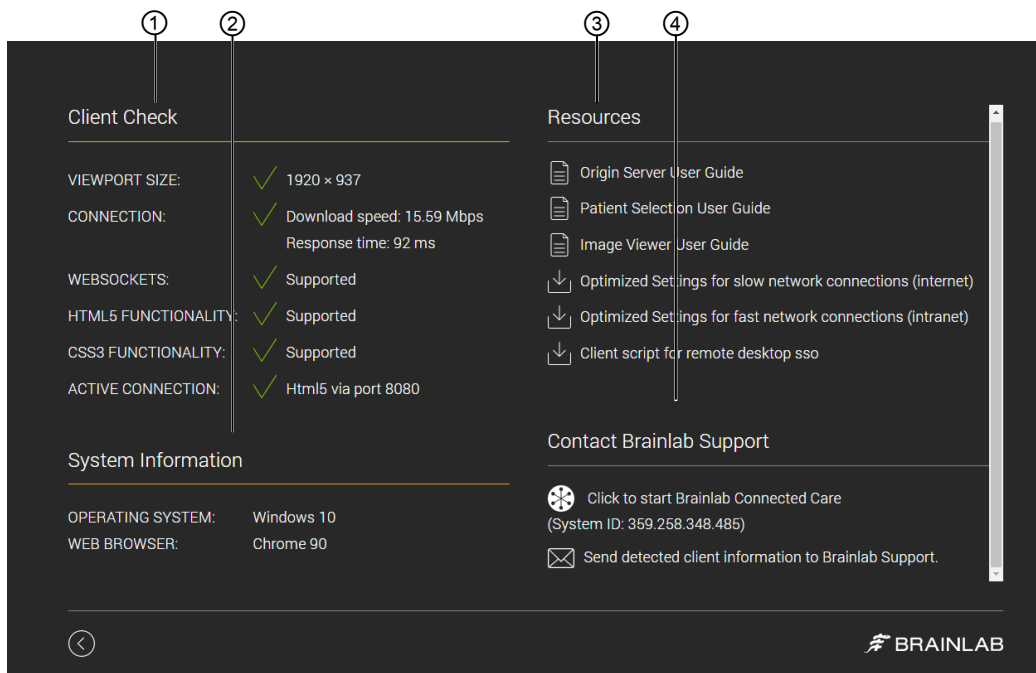 ① ② ③ ④
Client Check
VIEWPORT SIZE: 1920 × 937
CONNECTION: Download speed: 15.59 Mbps
Response time: 92 ms
WEBSOCKETS: Supported
HTML5 FUNCTIONALITY: Supported
CSS3 FUNCTIONALITY: Supported
ACTIVE CONNECTION: Html5 via port 8080
System Information
OPERATING SYSTEM: Windows 10
WEB BROWSER: Chrome 90
Resources
Origin Server User Guide
Patient Selection User Guide
Image Viewer User Guide
Optimized Settings for slow network connections (internet)
Optimized Settings for fast network connections (intranet)
Client script for remote desktop sso
Contact Brainlab Support
Click to start Brainlab Connected Care
(System ID: 359.258.348.485)
Send detected client information to Brainlab Support.
BRAINLAB